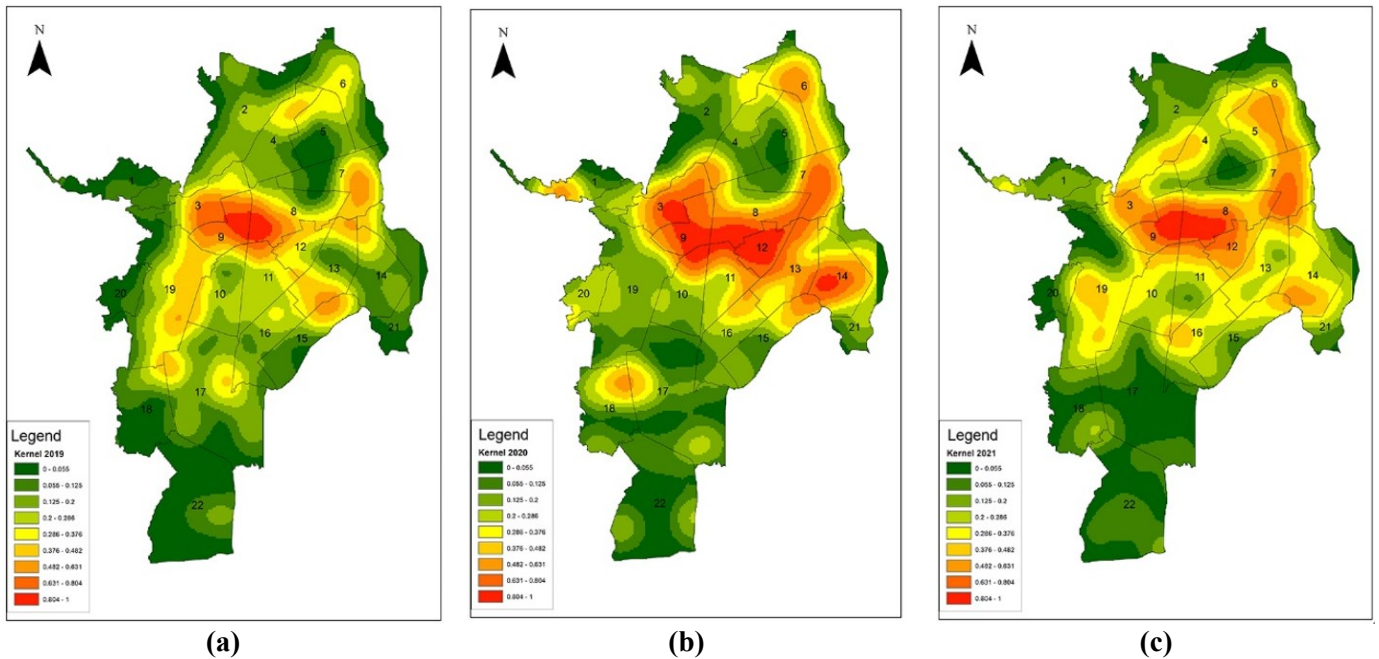 N
6
2
4
5
7
1
3
8
9
12
13
14
11
19
10
20
21
16
15
17
18
22
Legend
Kernel 2019
0 - 0.055
0.055 - 0.125
0.125 - 0.2
0.2 - 0.286
0.286 - 0.376
0.376 - 0.482
0.482 - 0.631
0.631 - 0.804
0.804 - 1
(a)
N
6
2
4
5
7
1
3
8
9
12
13
14
11
20
19
10
16
21
15
17
18
22
Legend
Kernel 2020
0 - 0.055
0.055 - 0.125
0.125 - 0.2
0.2 - 0.286
0.286 - 0.376
0.376 - 0.482
0.482 - 0.631
0.631 - 0.804
0.804 - 1
(b)
N
6
2
5
4
7
1
3
8
9
12
13
14
11
20
19
10
21
16
15
17
18
22
Legend
Kernel 2021
0 - 0.055
0.055 - 0.125
0.125 - 0.2
0.2 - 0.286
0.286 - 0.376
0.376 - 0.482
0.482 - 0.631
0.631 - 0.804
0.804 - 1
(c)